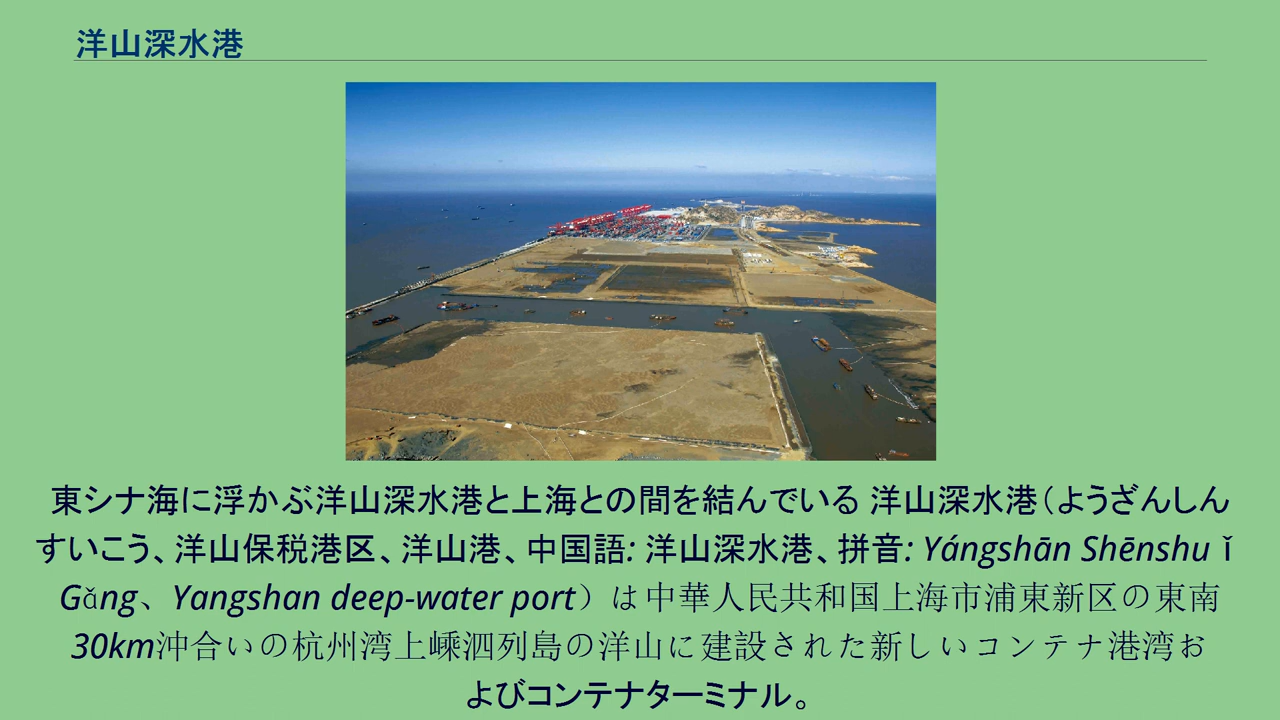 洋山深水港
東シナ海に浮かぶ洋山深水港と上海との間を結んでいる 洋山深水港(ようざんしん
すいこう、洋山保税港区、洋山港、中国語: 洋山深水港、拼音: Yángshān Shēnshuǐ
Gǎng、Yangshan deep-water port）は中華人民共和国上海市浦東新区の東南
30km沖合いの杭州湾上嵊泗列島の洋山に建設された新しいコンテナ港湾お
よびコンテナターミナル。